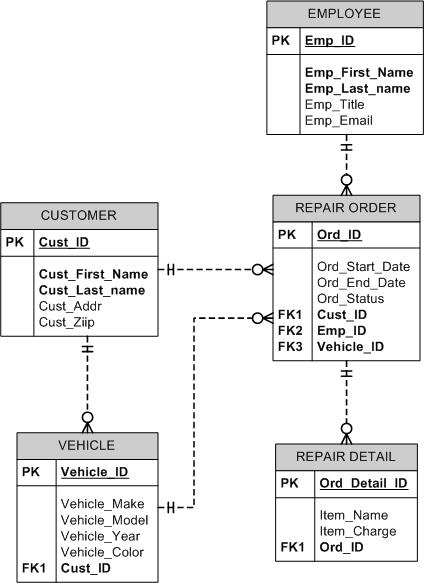 EMPLOYEE
PK Emp_ID
Emp_First_Name
Emp_Last_name
Emp_Title
Emp_Email
CUSTOMER
PK Cust_ID
Cust_First_Name
Cust_Last_name
Cust_Addr
Cust_Ziip
REPAIR ORDER
PK Ord_ID
Ord_Start_Date
Ord_End_Date
Ord_Status
FK1 Cust_ID
FK2 Emp_ID
FK3 Vehicle_ID
VEHICLE
PK Vehicle_ID
Vehicle_Make
Vehicle_Model
Vehicle_Year
Vehicle_Color
FK1 Cust_ID
REPAIR DETAIL
PK Ord_Detail_ID
Item_Name
Item_Charge
FK1 Ord_ID